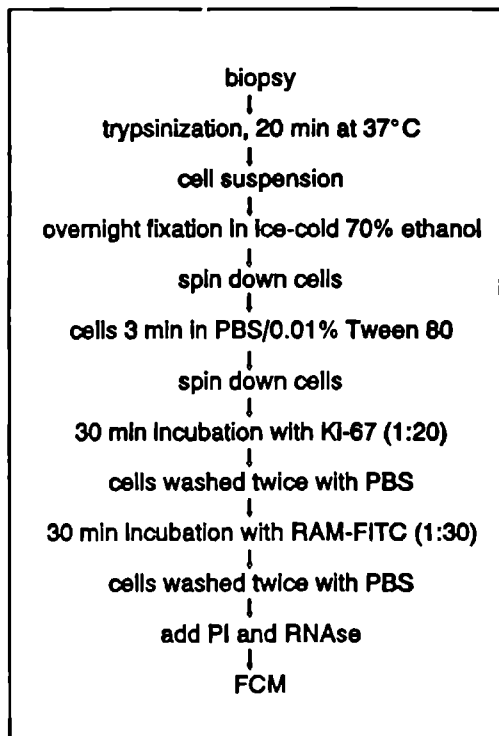 biopsy
↓
trypsinization, 20 min at 37°C
↓
cell suspension
↓
overnight fixation in ice-cold 70% ethanol
↓
spin down cells
↓
cells 3 min in PBS/0.01% Tween 80
↓
spin down cells
↓
30 min incubation with Ki-67 (1:20)
↓
cells washed twice with PBS
↓
30 min incubation with RAM-FITC (1:30)
↓
cells washed twice with PBS
↓
add PI and RNAse
↓
FCM